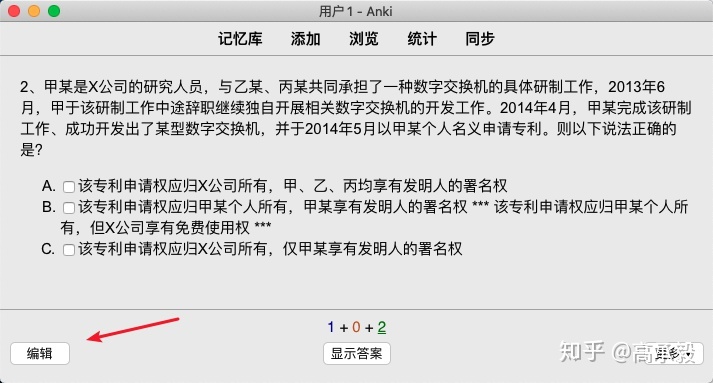 用户1 - Anki
记忆库 添加 浏览 统计 同步
2、甲某是X公司的研究人员，与乙某、丙某共同承担了一种数字交换机的具体研制工作，2013年6
月，甲于该研制工作中途辞职继续独自开展相关数字交换机的开发工作。2014年4月，甲某完成该研制
工作、成功开发出了某型数字交换机，并于2014年5月以甲某个人名义申请专利。则以下说法正确的
是?
A. 该专利申请权应归X公司所有，甲、乙、丙均享有发明人的署名权
B. 该专利申请权应归甲某个人所有，甲某享有发明人的署名权 *** 该专利申请权应归甲某个人所
有，但X公司享有免费使用权 ***
C. 该专利申请权应归X公司所有，仅甲某享有发明人的署名权
1 + 0 + 2
编辑 显示答案 更多
知乎 @高承毅